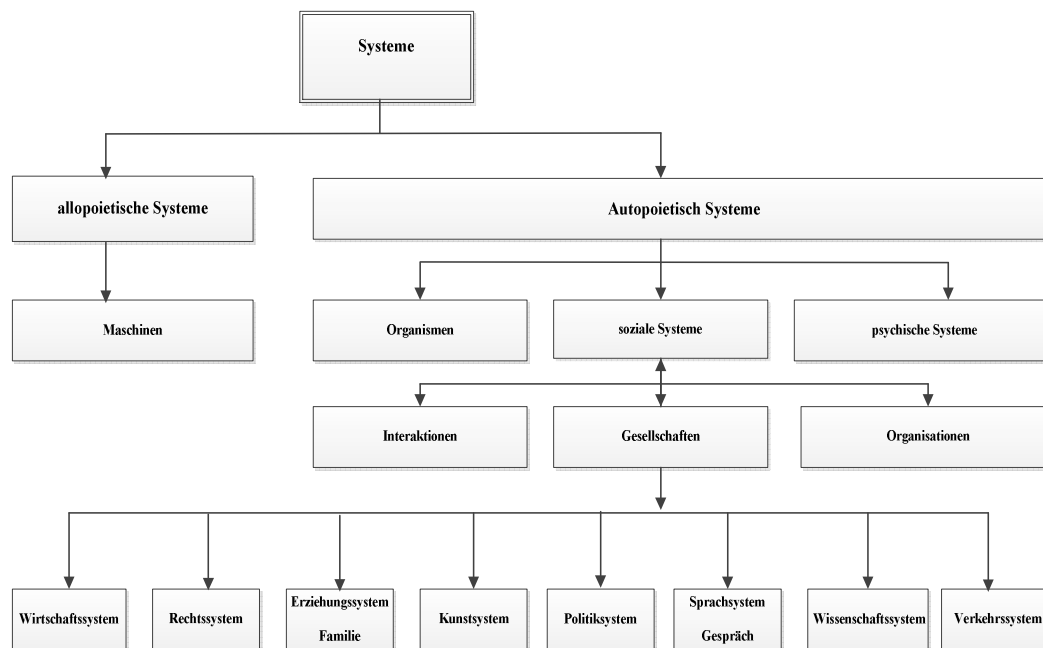 Systeme
allopoietische Systeme
Autopoietisch Systeme
Maschinen
Organismen
soziale Systeme
psychische Systeme
Interaktionen
Gesellschaften
Organisationen
Wirtschaftssystem
Rechtssystem
Erziehungssystem
Familie
Kunstsystem
Politiksystem
Sprachsystem
Gespräch
Wissenschaftssystem
Verkehrssystem